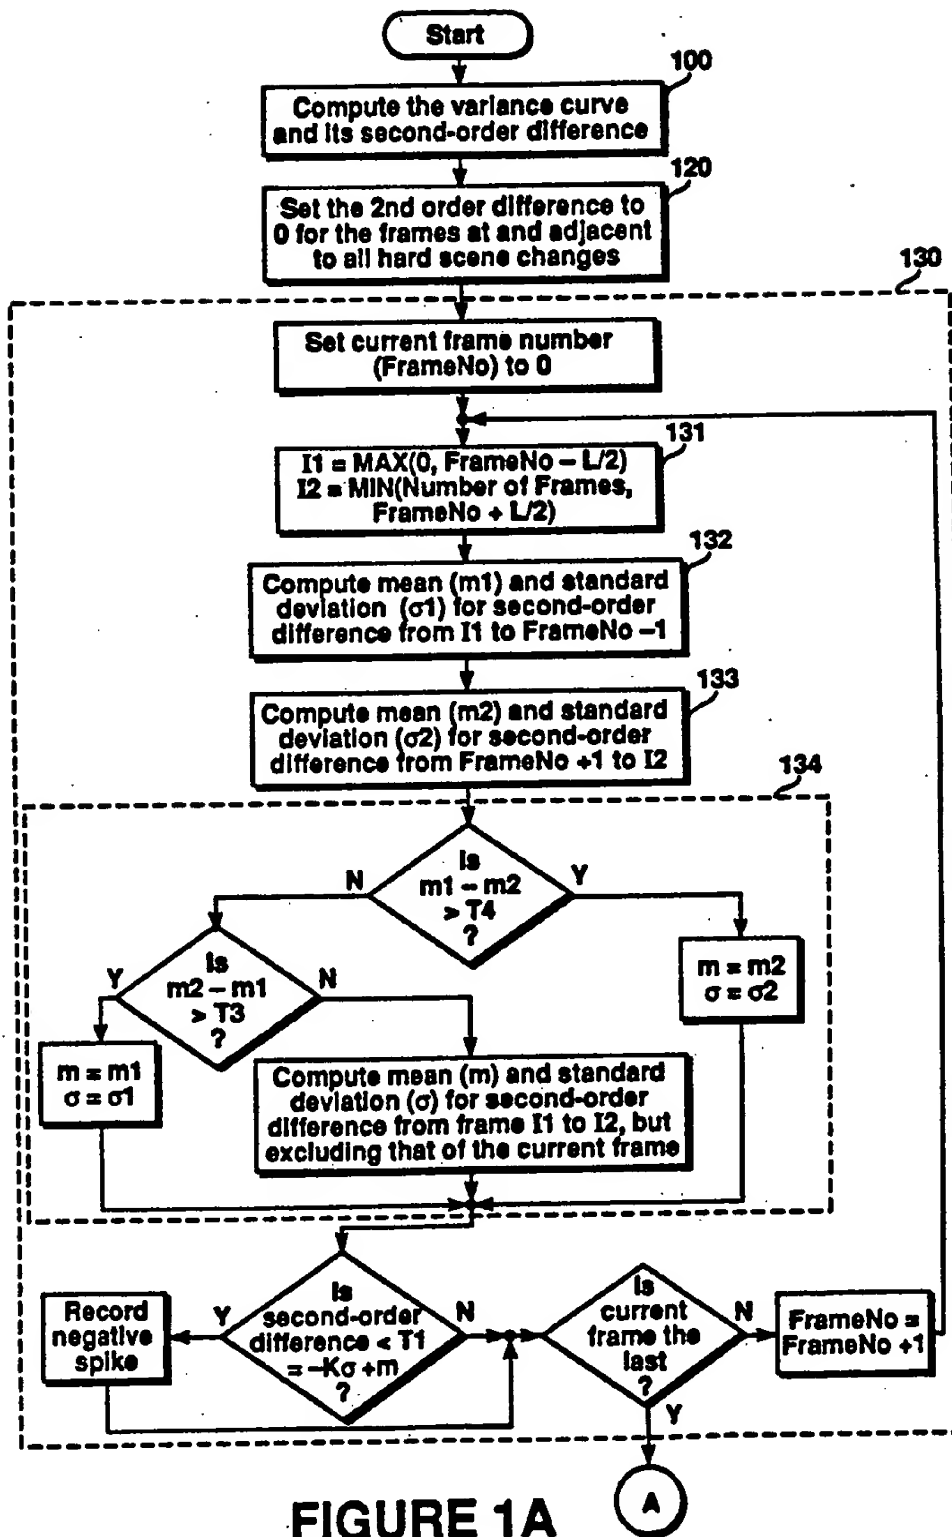 Start
100
Compute the variance curve
and its second-order difference
120
Set the 2nd order difference to
0 for the frames at and adjacent
to all hard scene changes
130
Set current frame number
(FrameNo) to 0
131
I1 = MAX(0, FrameNo – L/2)
I2 = MIN(Number of Frames,
FrameNo + L/2)
132
Compute mean (m1) and standard
deviation (σ1) for second-order
difference from I1 to FrameNo –1
133
Compute mean (m2) and standard
deviation (σ2) for second-order
difference from FrameNo +1 to I2
134
Is
m1 – m2
> T4
?
N
Y
m = m2
σ = σ2
Is
m2 – m1
> T3
?
Y
N
m = m1
σ = σ1
Compute mean (m) and standard
deviation (σ) for second-order
difference from frame I1 to I2, but
excluding that of the current frame
Record
negative
spike
Y
Is
second-order
difference < T1
= –Kσ +m
?
N
Is
current
frame the
last
?
N
Y
FrameNo =
FrameNo +1
A
FIGURE 1A